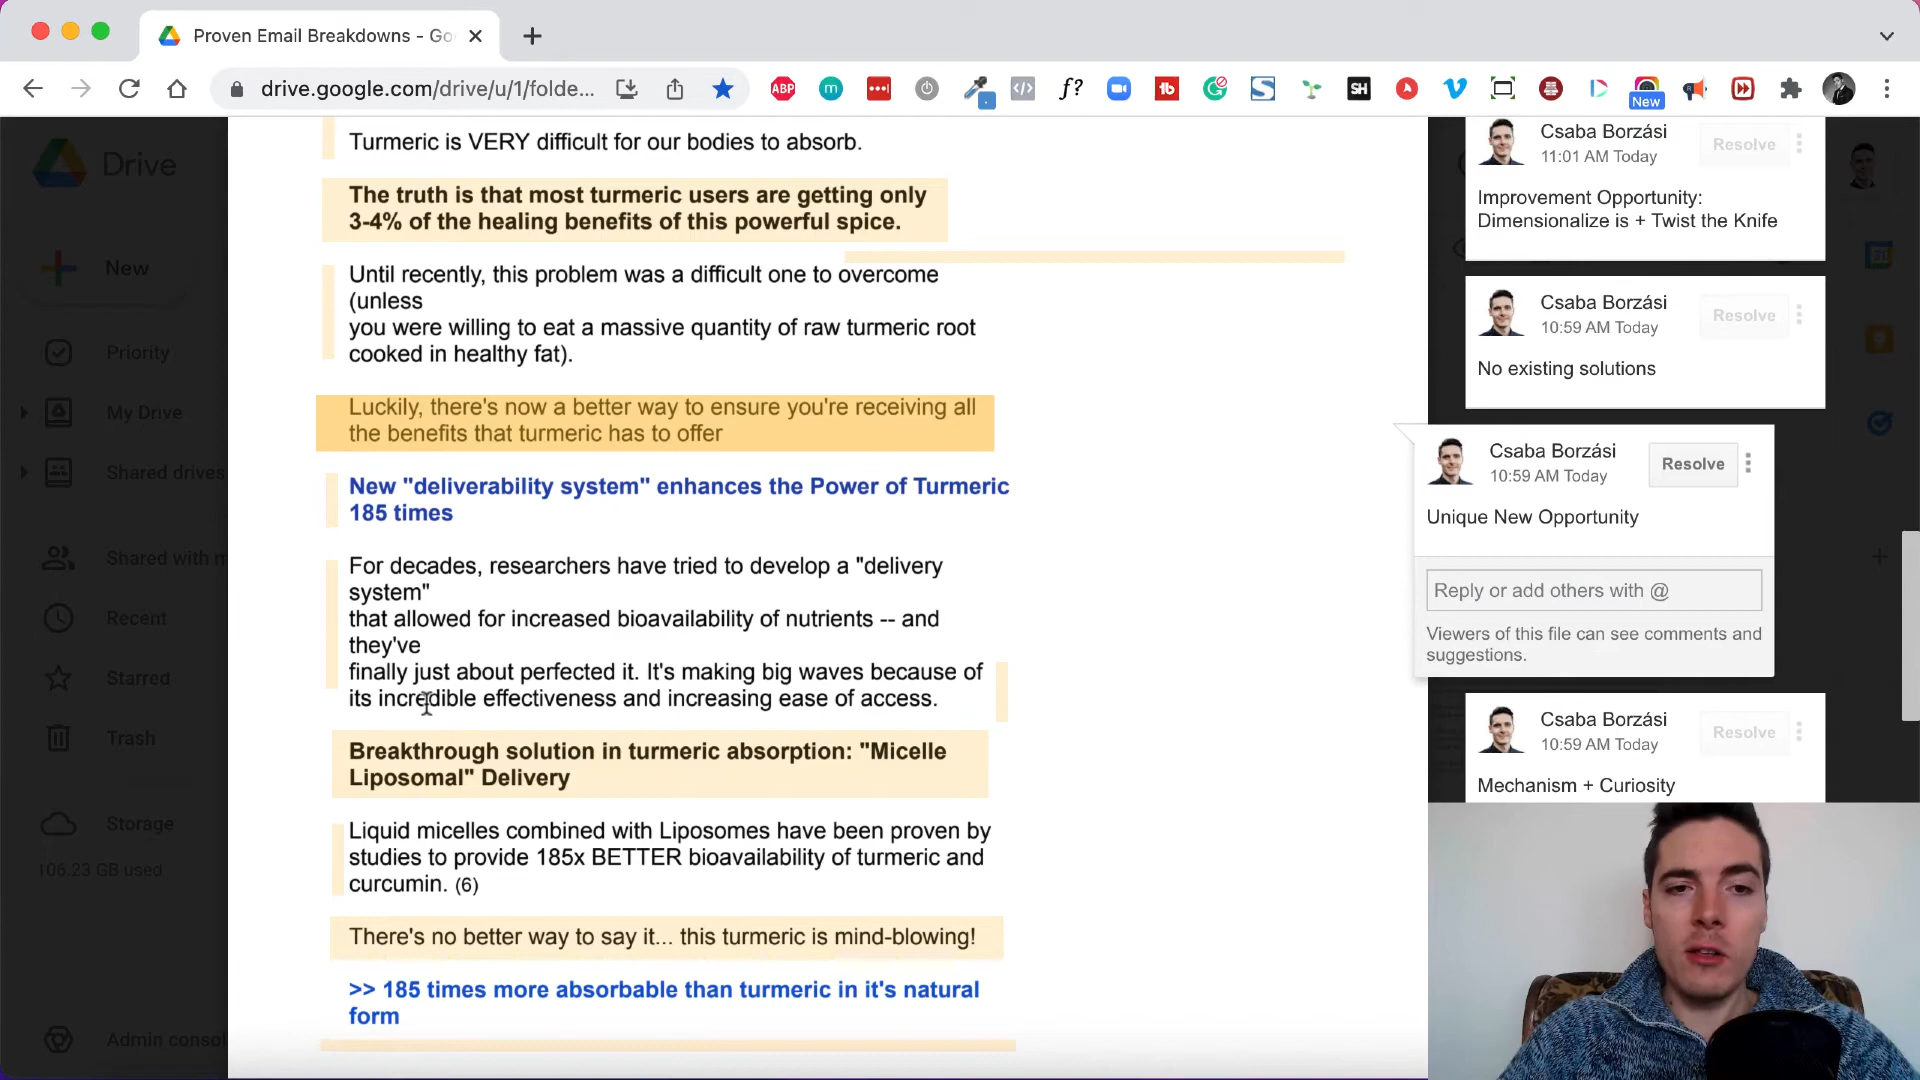 Proven Email Breakdowns - Go
drive.google.com/drive/u/1/folde...
ABP
m
f?
tb
S
SH
New
Drive
New
Priority
My Drive
Shared drives
Shared with m
Recent
Starred
Trash
Storage
106.23 GB used
Admin consol
Turmeric is VERY difficult for our bodies to absorb.
The truth is that most turmeric users are getting only
3-4% of the healing benefits of this powerful spice.
Until recently, this problem was a difficult one to overcome
(unless
you were willing to eat a massive quantity of raw turmeric root
cooked in healthy fat).
Luckily, there's now a better way to ensure you're receiving all
the benefits that turmeric has to offer
New "deliverability system" enhances the Power of Turmeric
185 times
For decades, researchers have tried to develop a "delivery
system"
that allowed for increased bioavailability of nutrients -- and
they've
finally just about perfected it. It's making big waves because of
its incredible effectiveness and increasing ease of access.
Breakthrough solution in turmeric absorption: "Micelle
Liposomal" Delivery
Liquid micelles combined with Liposomes have been proven by
studies to provide 185x BETTER bioavailability of turmeric and
curcumin. (6)
There's no better way to say it... this turmeric is mind-blowing!
>> 185 times more absorbable than turmeric in it's natural
form
Csaba Borzási
11:01 AM Today
Resolve
Improvement Opportunity:
Dimensionalize is + Twist the Knife
Csaba Borzási
10:59 AM Today
Resolve
No existing solutions
Csaba Borzási
10:59 AM Today
Resolve
Unique New Opportunity
Reply or add others with @
Viewers of this file can see comments and
suggestions.
Csaba Borzási
10:59 AM Today
Resolve
Mechanism + Curiosity